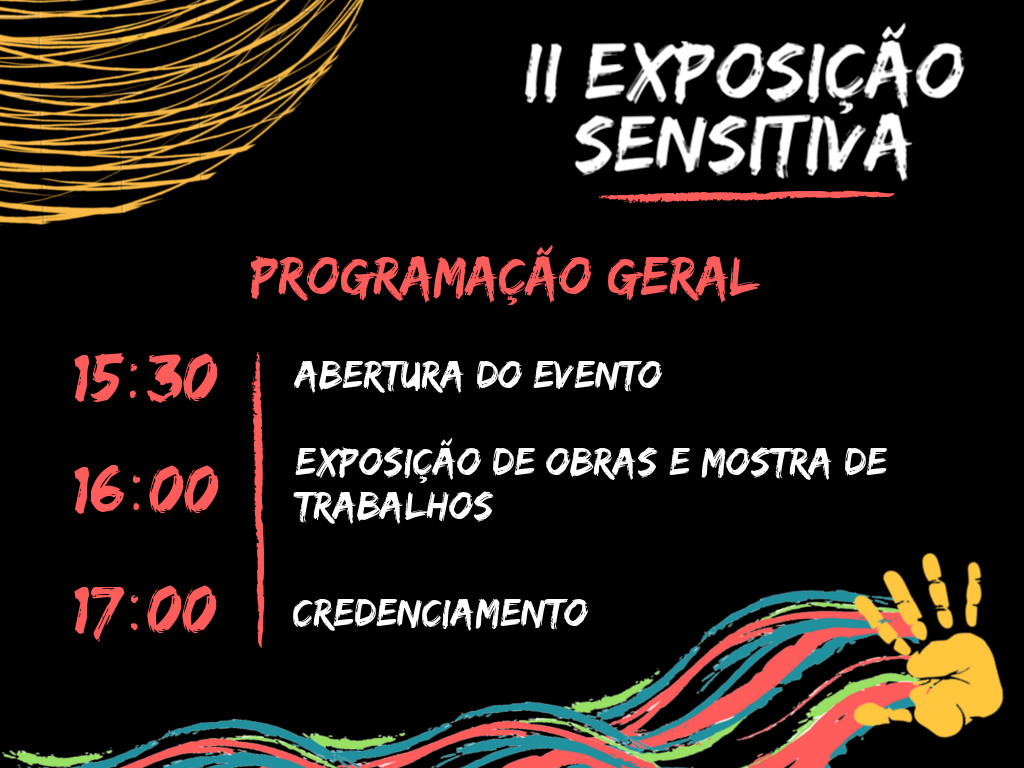 II EXPOSIÇÃO
SENSITIVA
PROGRAMAÇÃO GERAL
15:30
ABERTURA DO EVENTO
16:00
EXPOSIÇÃO DE OBRAS E MOSTRA DE
TRABALHOS
17:00
CREDENCIAMENTO